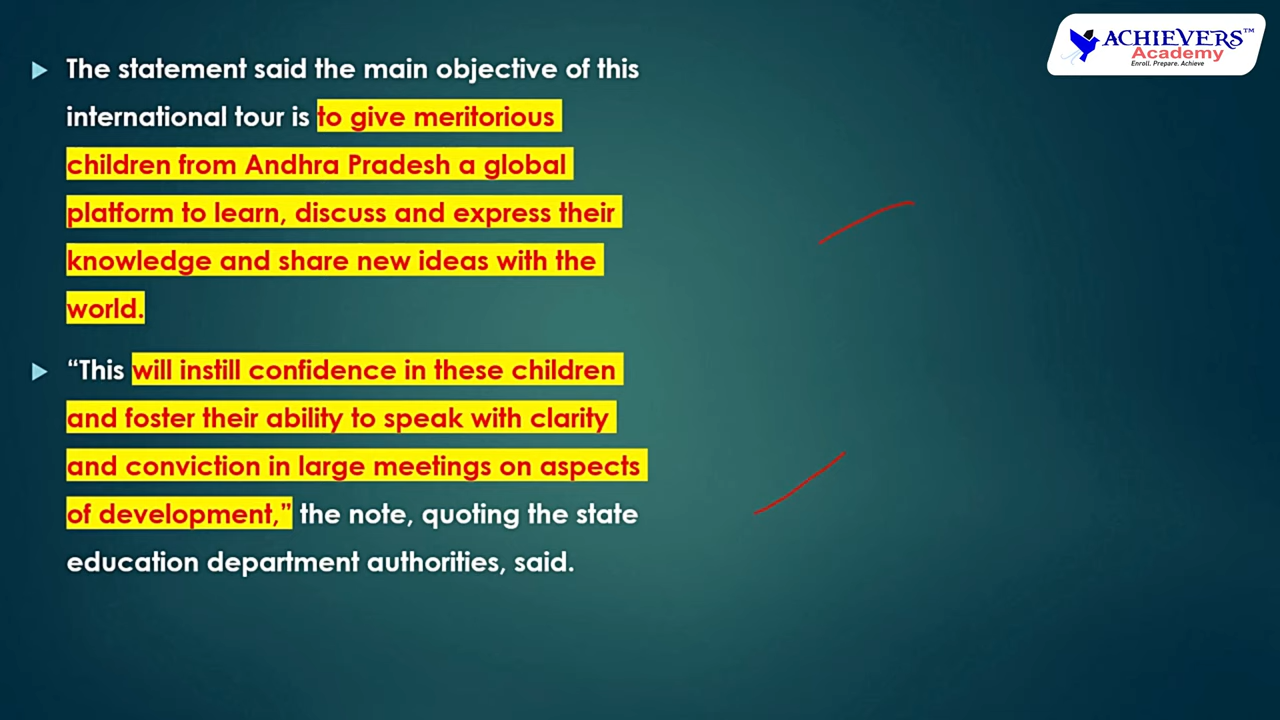 ACHIEVERS™
Academy
Enroll. Prepare. Achieve
The statement said the main objective of this
international tour is to give meritorious
children from Andhra Pradesh a global
platform to learn, discuss and express their
knowledge and share new ideas with the
world.
“This will instill confidence in these children
and foster their ability to speak with clarity
and conviction in large meetings on aspects
of development,” the note, quoting the state
education department authorities, said.